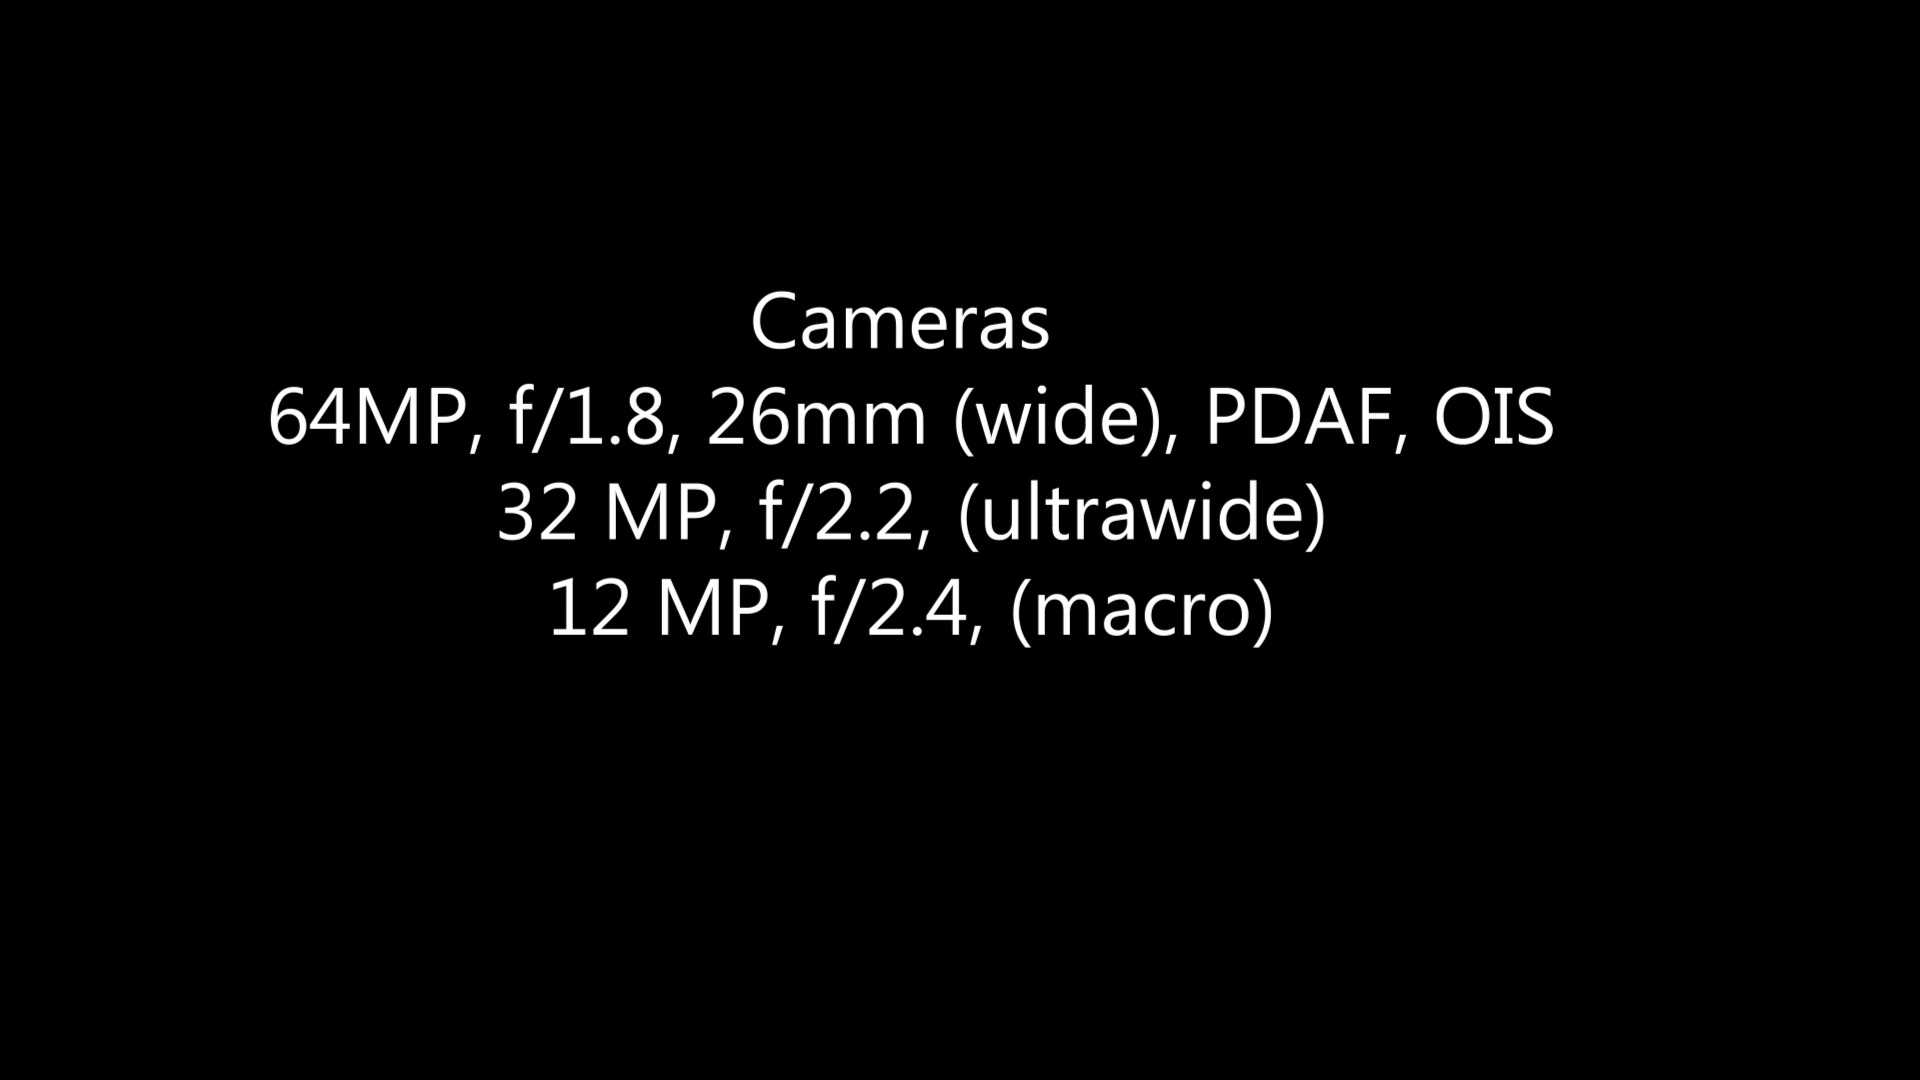 Cameras
64MP, f/1.8, 26mm (wide), PDAF, OIS
32 MP, f/2.2, (ultrawide)
12 MP, f/2.4, (macro)